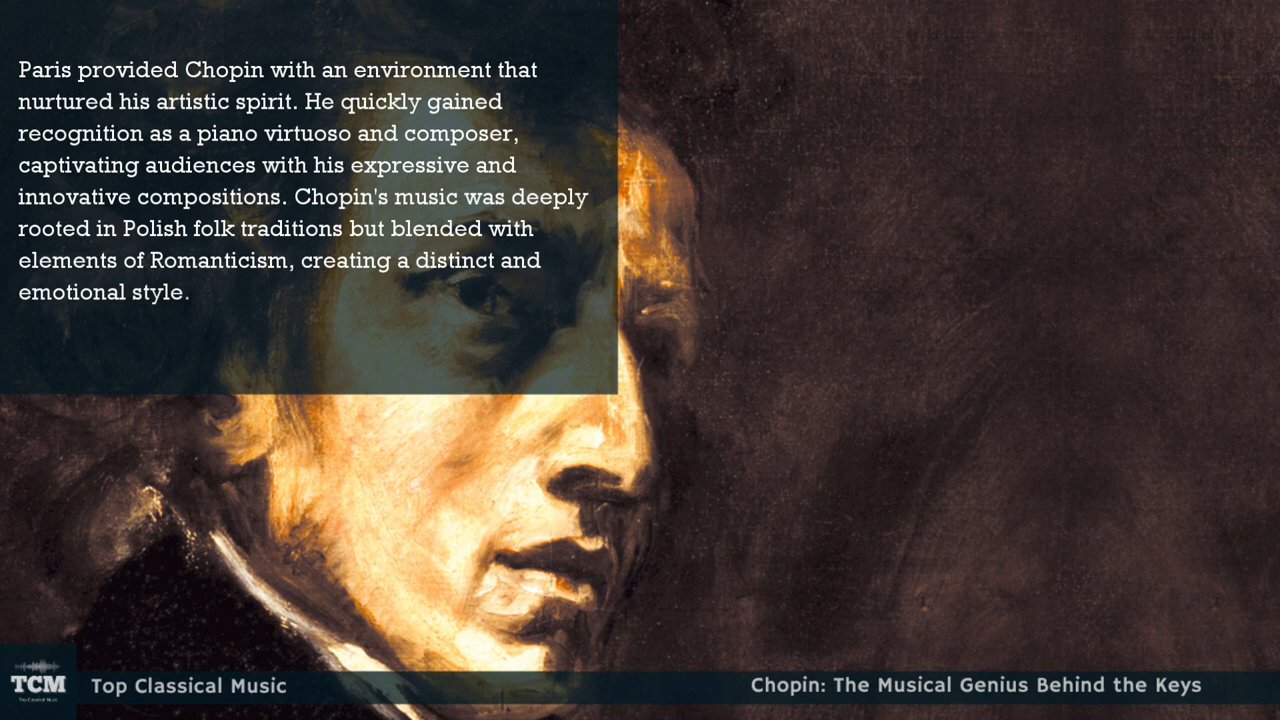 Paris provided Chopin with an environment that
nurtured his artistic spirit. He quickly gained
recognition as a piano virtuoso and composer,
captivating audiences with his expressive and
innovative compositions. Chopin's music was deeply
rooted in Polish folk traditions but blended with
elements of Romanticism, creating a distinct and
emotional style.
TCM
Top Classical Music
Top Classical Music
Chopin: The Musical Genius Behind the Keys